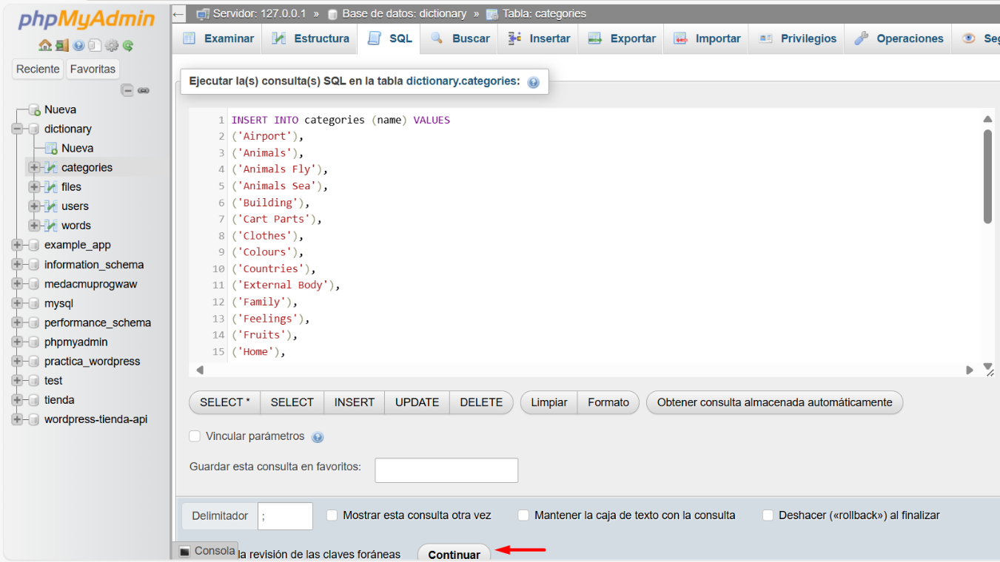 phpMyAdmin
Reciente Favoritas
Nueva
dictionary
Nueva
categories
files
users
words
example_app
information_schema
medacmuprogwaw
mysql
performance_schema
phpmyadmin
practica_wordpress
test
tienda
wordpress-tienda-api
Servidor: 127.0.0.1 » Base de datos: dictionary » Tabla: categories
Examinar Estructura SQL Buscar Insertar Exportar Importar Privilegios Operaciones Seg
Ejecutar la(s) consulta(s) SQL en la tabla dictionary.categories:
1 INSERT INTO categories (name) VALUES
2 ('Airport'),
3 ('Animals'),
4 ('Animals Fly'),
5 ('Animals Sea'),
6 ('Building'),
7 ('Cart Parts'),
8 ('Clothes'),
9 ('Colours'),
10 ('Countries'),
11 ('External Body'),
12 ('Family'),
13 ('Feelings'),
14 ('Fruits'),
15 ('Home'),
SELECT * SELECT INSERT UPDATE DELETE Limpiar Formato Obtener consulta almacenada automáticamente
Vincular parámetros
Guardar esta consulta en favoritos:
Delimitador ; Mostrar esta consulta otra vez Mantener la caja de texto con la consulta Deshacer («rollback») al finalizar
Consola la revisión de las claves foráneas Continuar